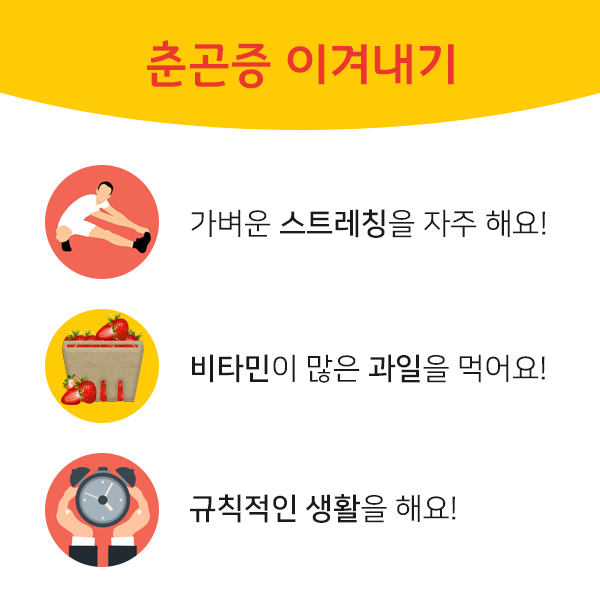 춘곤증 이겨내기
가벼운 스트레칭을 자주 해요!
비타민이 많은 과일을 먹어요!
규칙적인 생활을 해요!